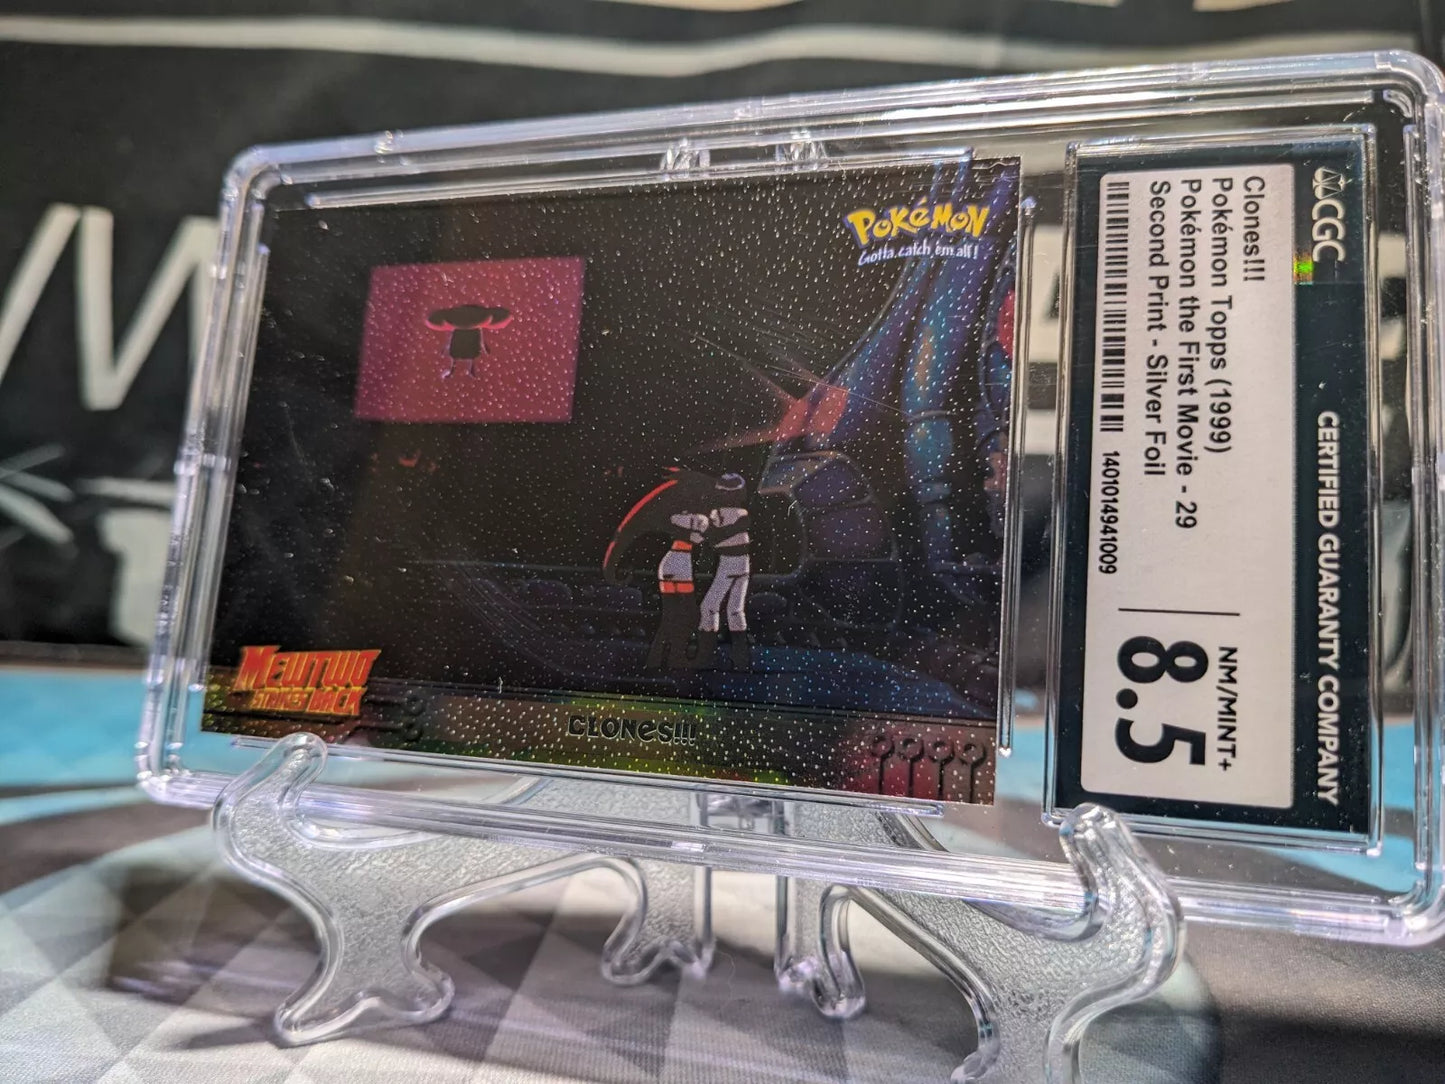 POKéMON
Gotta catch 'em all!
MEWTWO
STRIKES BACK
CLONES!!!
CGC
CERTIFIED GUARANTY COMPANY
Clones!!!
Pokémon Topps (1999)
Pokémon the First Movie - 29
Second Print - Silver Foil
1401014941009
NM/MINT+
8.5